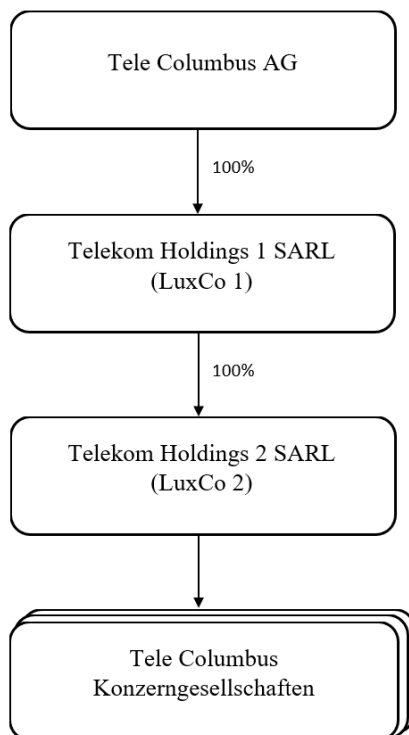 Tele Columbus AG
100%
Telekom Holdings 1 SARL
(LuxCo 1)
100%
Telekom Holdings 2 SARL
(LuxCo 2)
Tele Columbus
Konzerngesellschaften